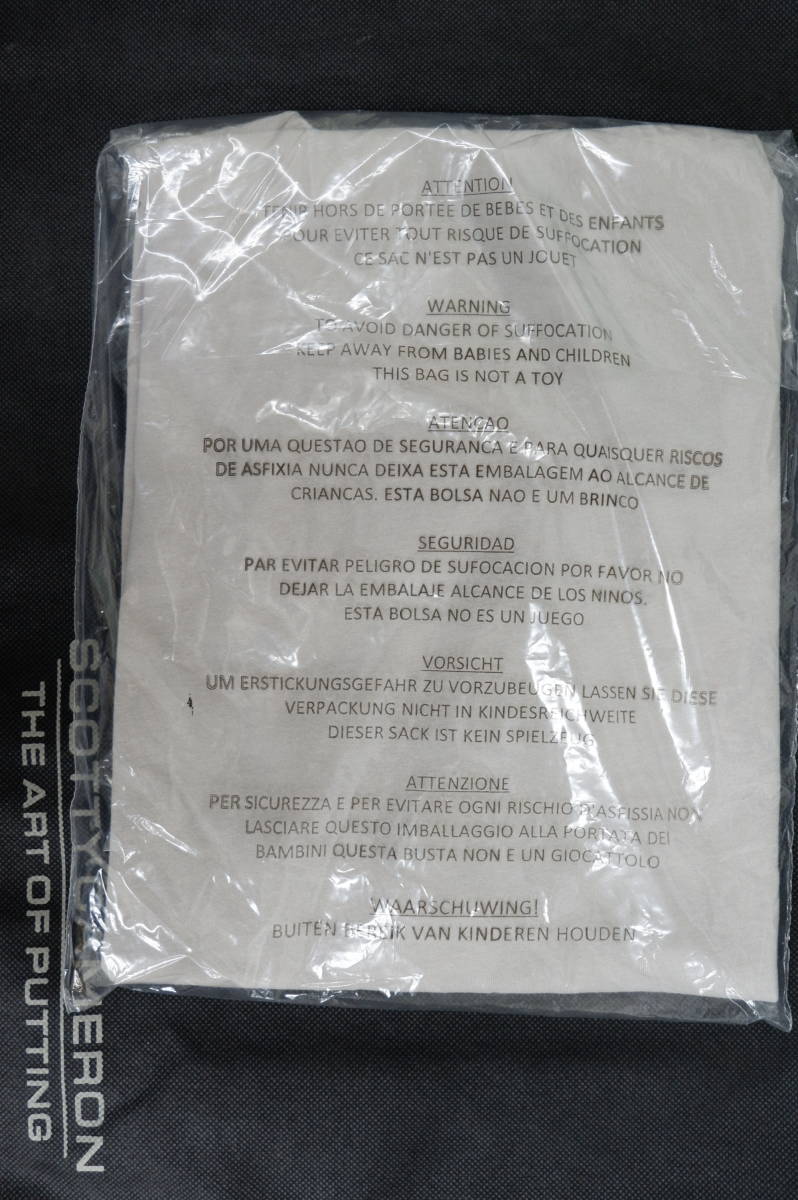 ATTENTION
TENIR HORS DE PORTEE DE BEBES ET DES ENFANTS
POUR EVITER TOUT RISQUE DE SUFFOCATION
CE SAC N'EST PAS UN JOUET
WARNING
TO AVOID DANGER OF SUFFOCATION
KEEP AWAY FROM BABIES AND CHILDREN
THIS BAG IS NOT A TOY
ATENÇAO
POR UMA QUESTAO DE SEGURANCA E PARA QUAISQUER RISCOS
DE ASFIXIA NUNCA DEIXA ESTA EMBALAGEM AO ALCANCE DE
CRIANCAS. ESTA BOLSA NAO E UM BRINCO
SEGURIDAD
PAR EVITAR PELIGRO DE SUFOCACION POR FAVOR NO
DEJAR LA EMBALAJE ALCANCE DE LOS NINOS.
ESTA BOLSA NO ES UN JUEGO
VORSICHT
UM ERSTICKUNGSGEFAHR ZU VORZUBEUGEN LASSEN SIE DIESE
VERPACKUNG NICHT IN KINDESREICHWEITE
DIESER SACK IST KEIN SPIELZEUG
ATTENZIONE
PER SICUREZZA E PER EVITARE OGNI RISCHIO D'ASFISSIA NON
LASCIARE QUESTO IMBALLAGGIO ALLA PORTATA DEI
BAMBINI QUESTA BUSTA NON E UN GIOCATTOLO
WAARSCHUWING!
BUITEN BEREIK VAN KINDEREN HOUDEN
SCOTTY CAMERON
THE ART OF PUTTING